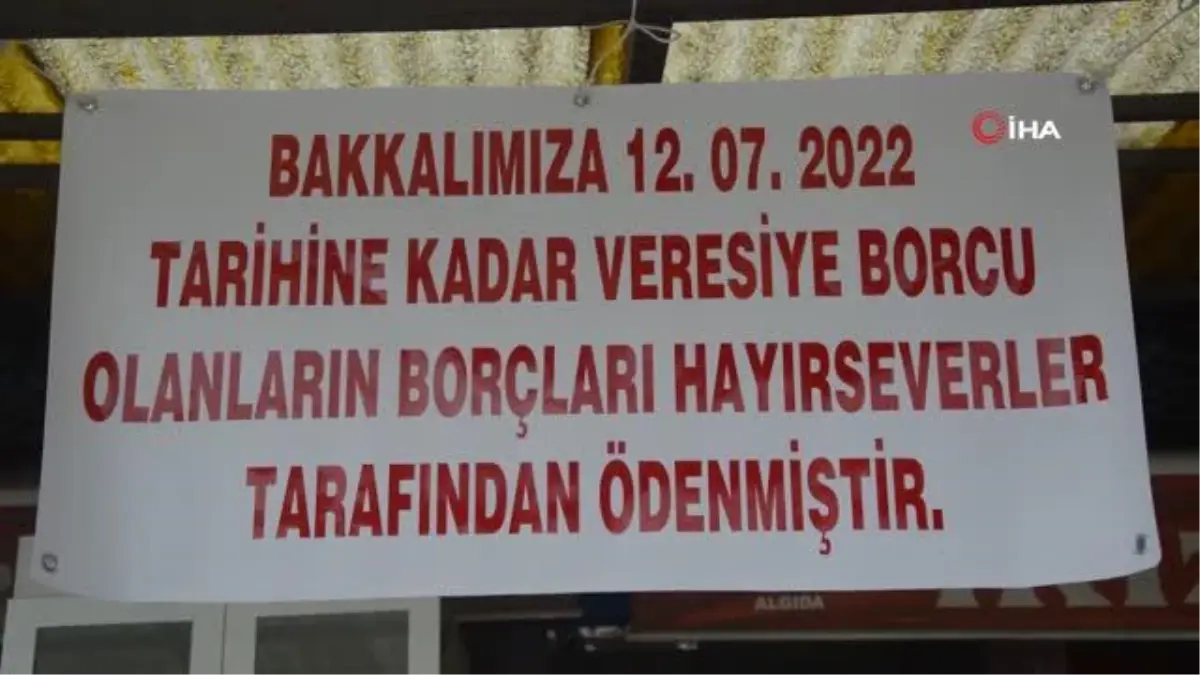 İHA
BAKKALIMIZA 12. 07. 2022
TARİHİNE KADAR VERESİYE BORCU
OLANLARIN BORÇLARI HAYIRSEVERLER
TARAFINDAN ÖDENMİŞTİR.
ALGIDA